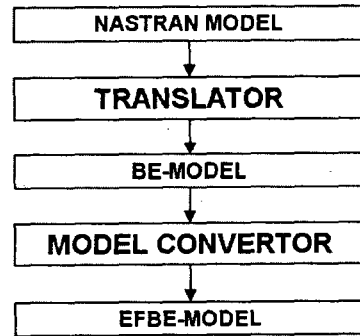 NASTRAN MODEL
TRANSLATOR
BE-MODEL
MODEL CONVERTOR
EFBE-MODEL